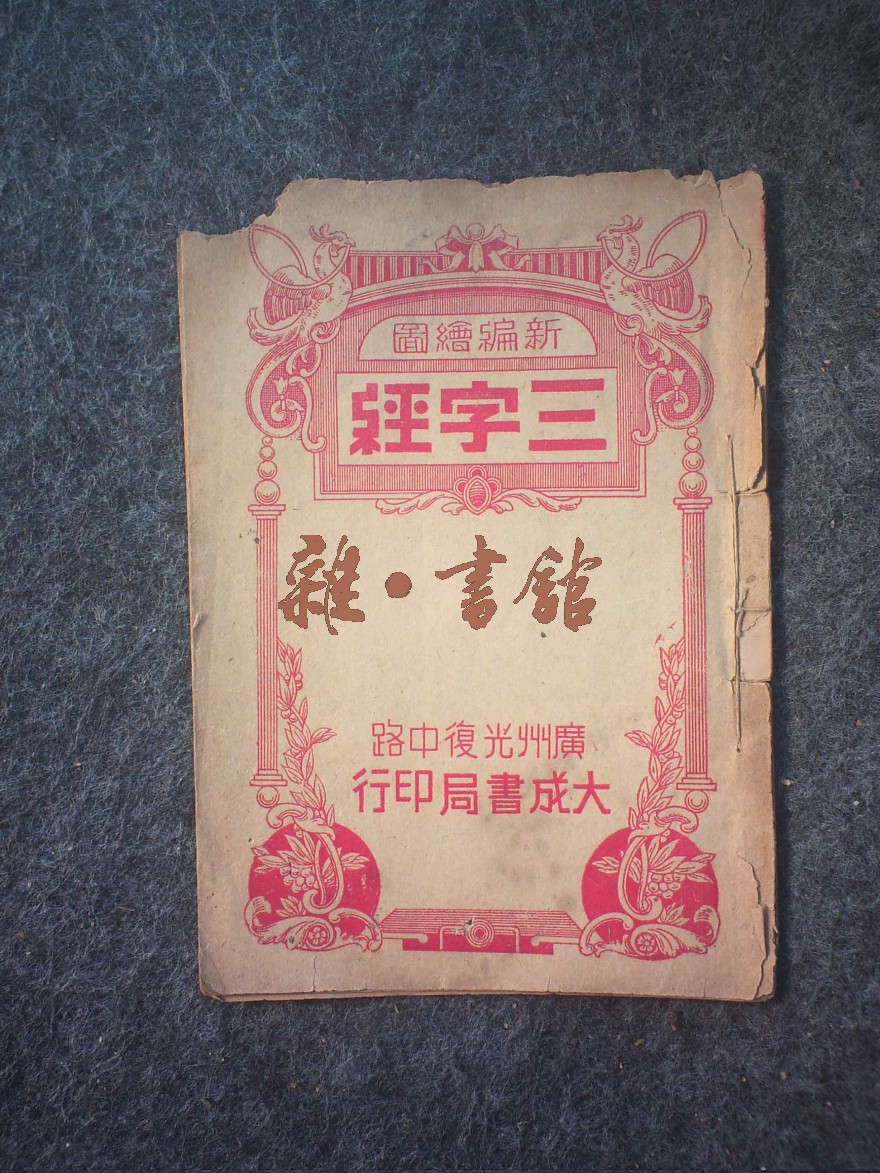 新編繪圖
三字經
雜·書館
廣州光復中路
大成書局印行